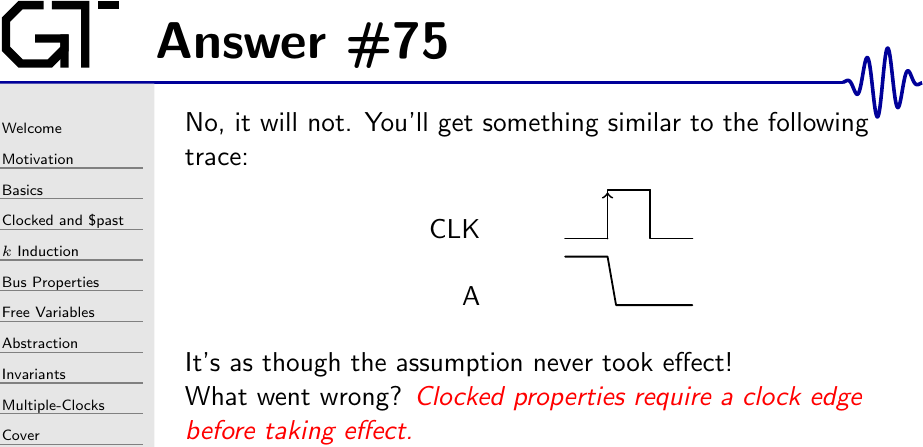 GT
Answer #75
Welcome
Motivation
Basics
Clocked and $past
k Induction
Bus Properties
Free Variables
Abstraction
Invariants
Multiple-Clocks
Cover
No, it will not. You'll get something similar to the following
trace:
CLK
A
It's as though the assumption never took effect!
What went wrong? Clocked properties require a clock edge
before taking effect.